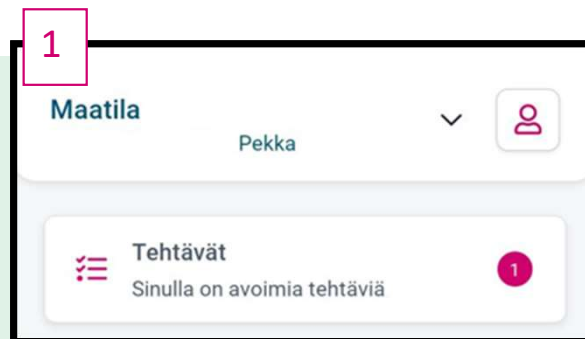 1
Maatila
Pekka
Tehtävät
Sinulla on avoimia tehtäviä
1